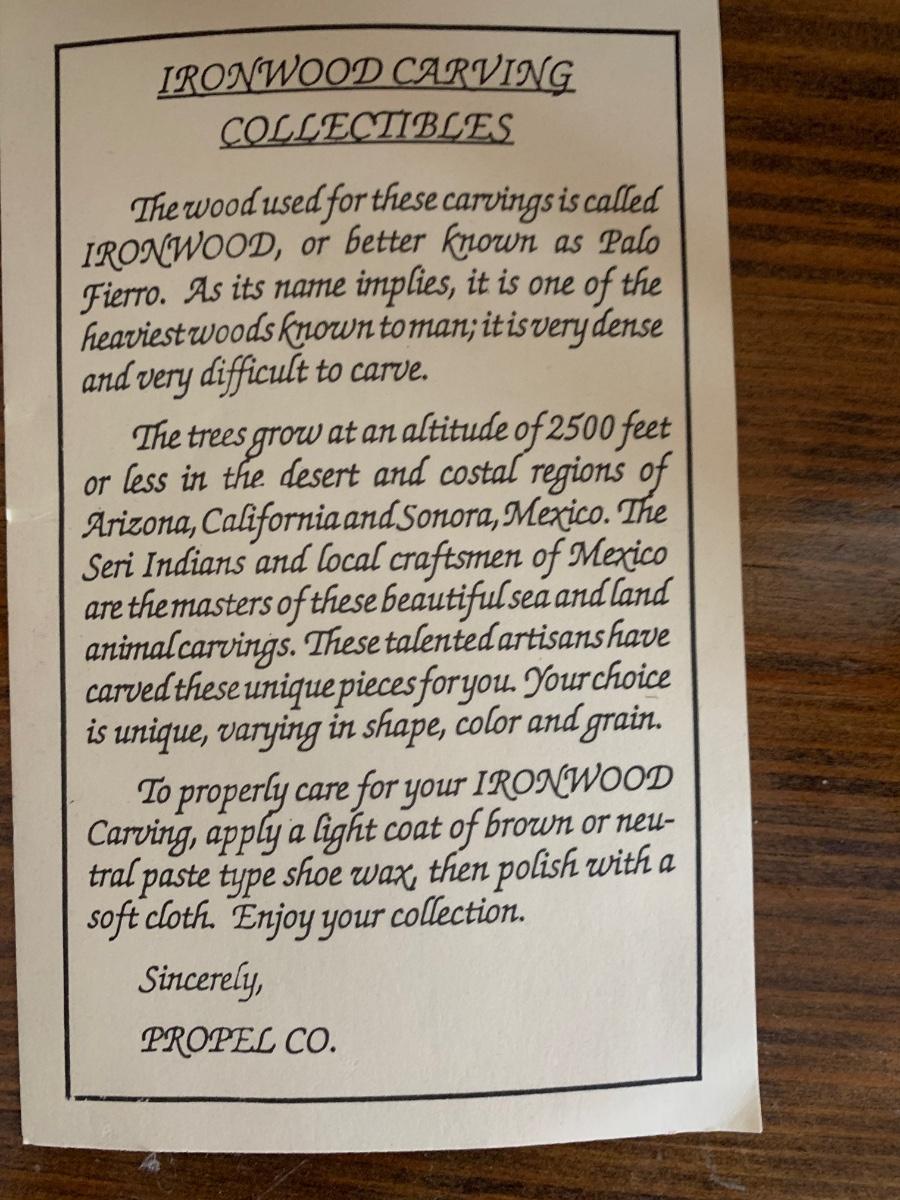 IRONWOOD CARVING
COLLECTIBLES
The wood used for these carvings is called
IRONWOOD, or better known as Palo
Fierro. As its name implies, it is one of the
heaviest woods known to man; it is very dense
and very difficult to carve.
The trees grow at an altitude of 2500 feet
or less in the desert and costal regions of
Arizona, California and Sonora, Mexico. The
Seri Indians and local craftsmen of Mexico
are the masters of these beautiful sea and land
animal carvings. These talented artisans have
carved these unique pieces for you. Your choice
is unique, varying in shape, color and grain.
To properly care for your IRONWOOD
Carving, apply a light coat of brown or neu-
tral paste type shoe wax, then polish with a
soft cloth. Enjoy your collection.
Sincerely,
PROPEL CO.